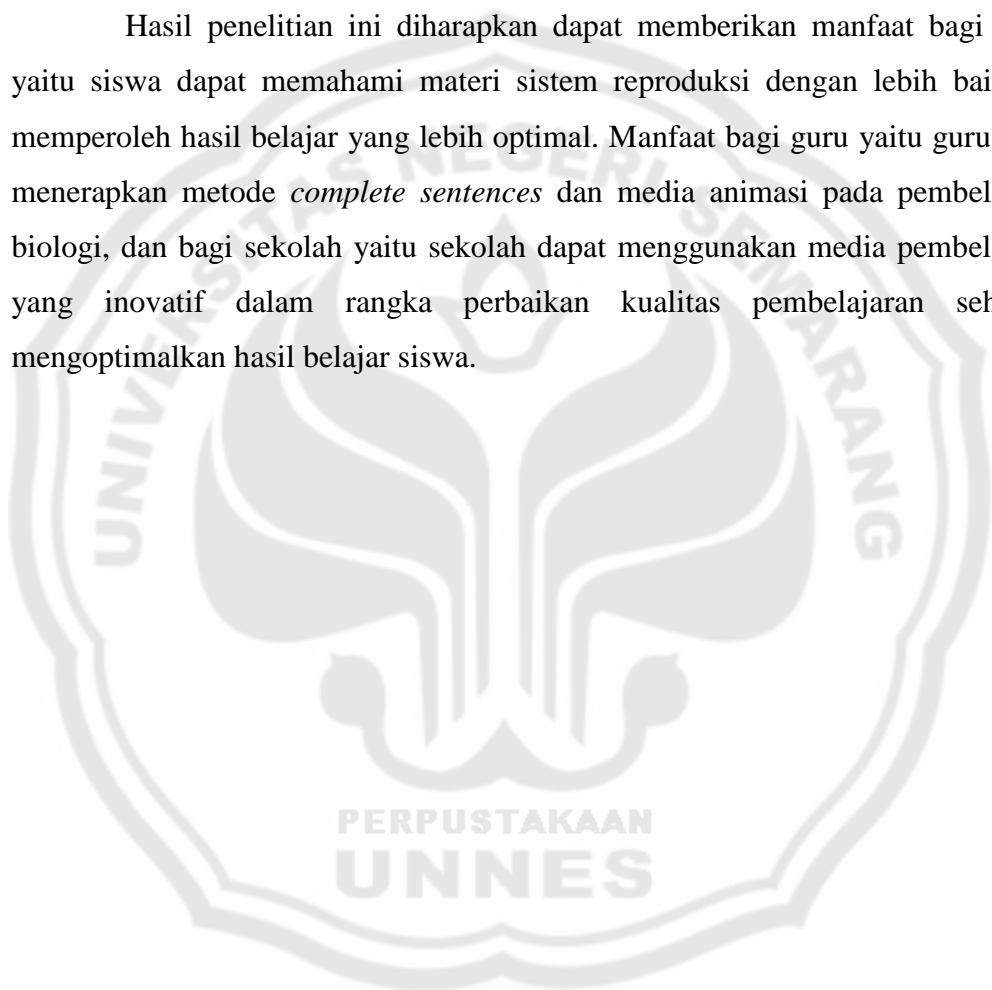 Hasil penelitian ini diharapkan dapat memberikan manfaat bagi
yaitu siswa dapat memahami materi sistem reproduksi dengan lebih bai
memperoleh hasil belajar yang lebih optimal. Manfaat bagi guru yaitu guru
menerapkan metode complete sentences dan media animasi pada pembel
biologi, dan bagi sekolah yaitu sekolah dapat menggunakan media pembel
yang inovatif dalam rangka perbaikan kualitas pembelajaran seh
mengoptimalkan hasil belajar siswa.
UNIVERSITAS NEGERI SEMARANG
PERPUSTAKAAN
UNNES